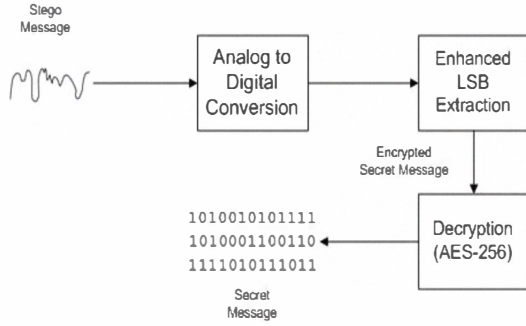 Stego
Message
Analog to
Digital
Conversion
Enhanced
LSB
Extraction
Encrypted
Secret Message
Decryption
(AES-256)
1010010101111
1010001100110
1111010111011
Secret
Message